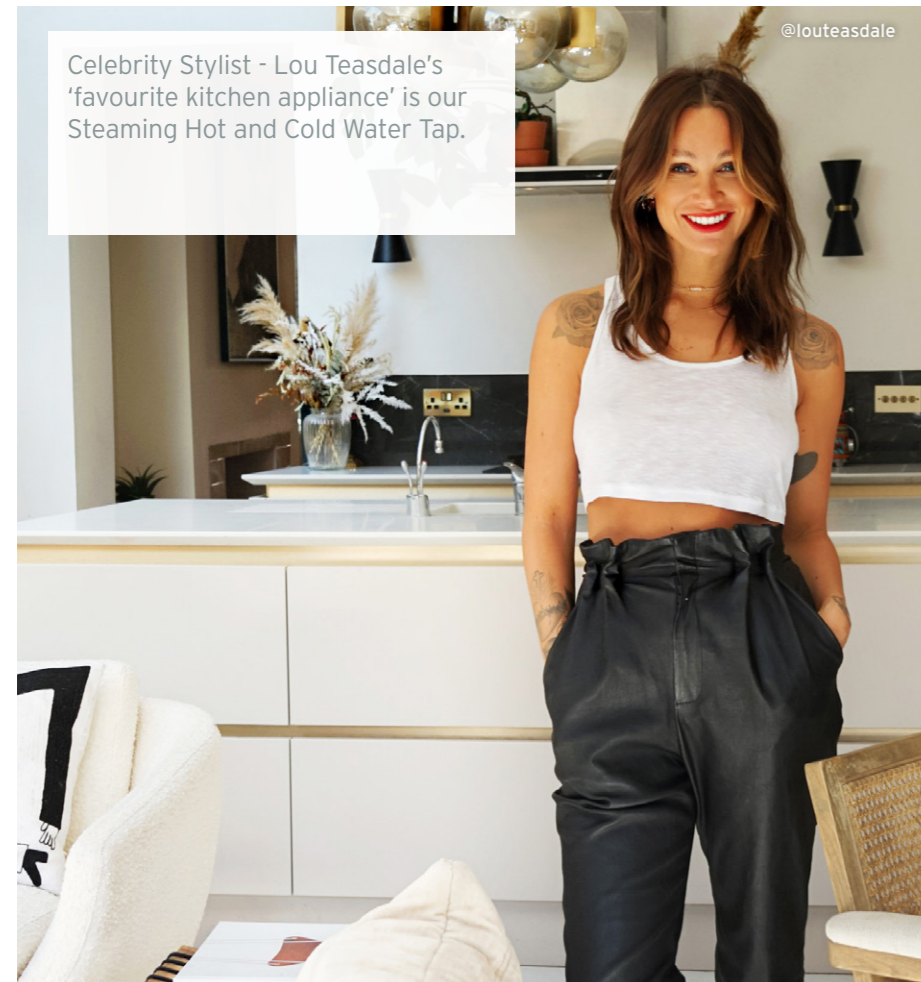 @louteasdale
Celebrity Stylist - Lou Teasdale's
‘favourite kitchen appliance’ is our
Steaming Hot and Cold Water Tap.